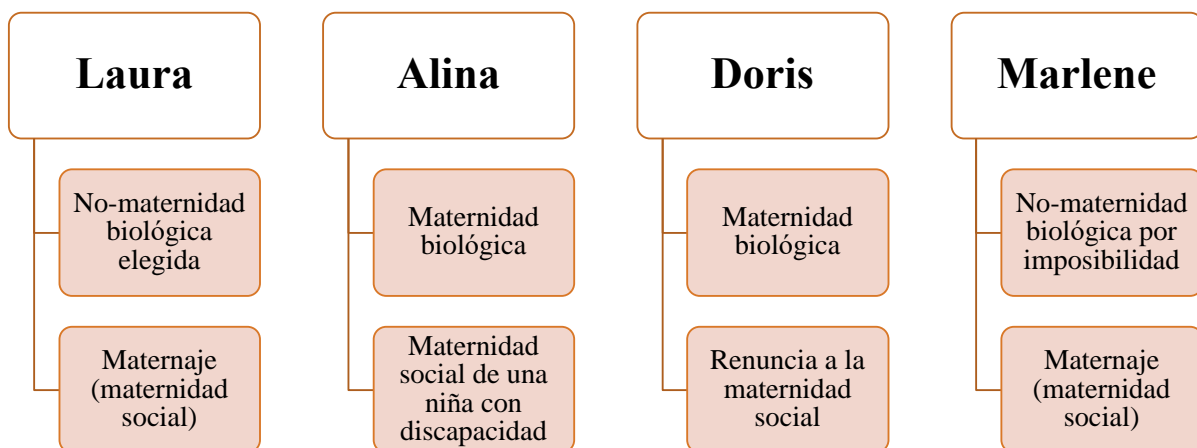 Laura
No-maternidad
biológica
elegida
Maternaje
(maternidad
social)
Alina
Maternidad
biológica
Maternidad
social de una
niña con
discapacidad
Doris
Maternidad
biológica
Renuncia a la
maternidad
social
Marlene
No-maternidad
biológica por
imposibilidad
Maternaje
(maternidad
social)